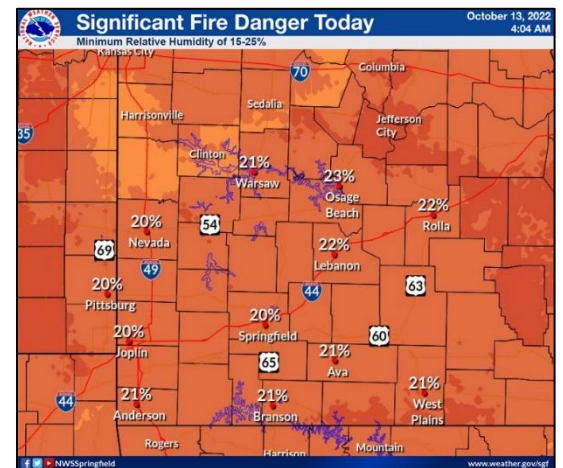 Significant Fire Danger Today
October 13, 2022
4:04 AM
Minimum Relative Humidity of 15-25%
Kansas City
70
Columbia
Harrisonville
Sedalia
Jefferson
City
35
Clinton
21%
Warsaw
23%
Osage
Beach
22%
Rolla
20%
Nevada
54
69
22%
Lebanon
49
63
20%
Pittsburg
44
20%
Springfield
20%
Joplin
60
65
21%
Ava
44
21%
Anderson
21%
Branson
21%
West
Plains
Rogers
Harrison
Mountain
NWSSpringfield
www.weather.gov/sgf